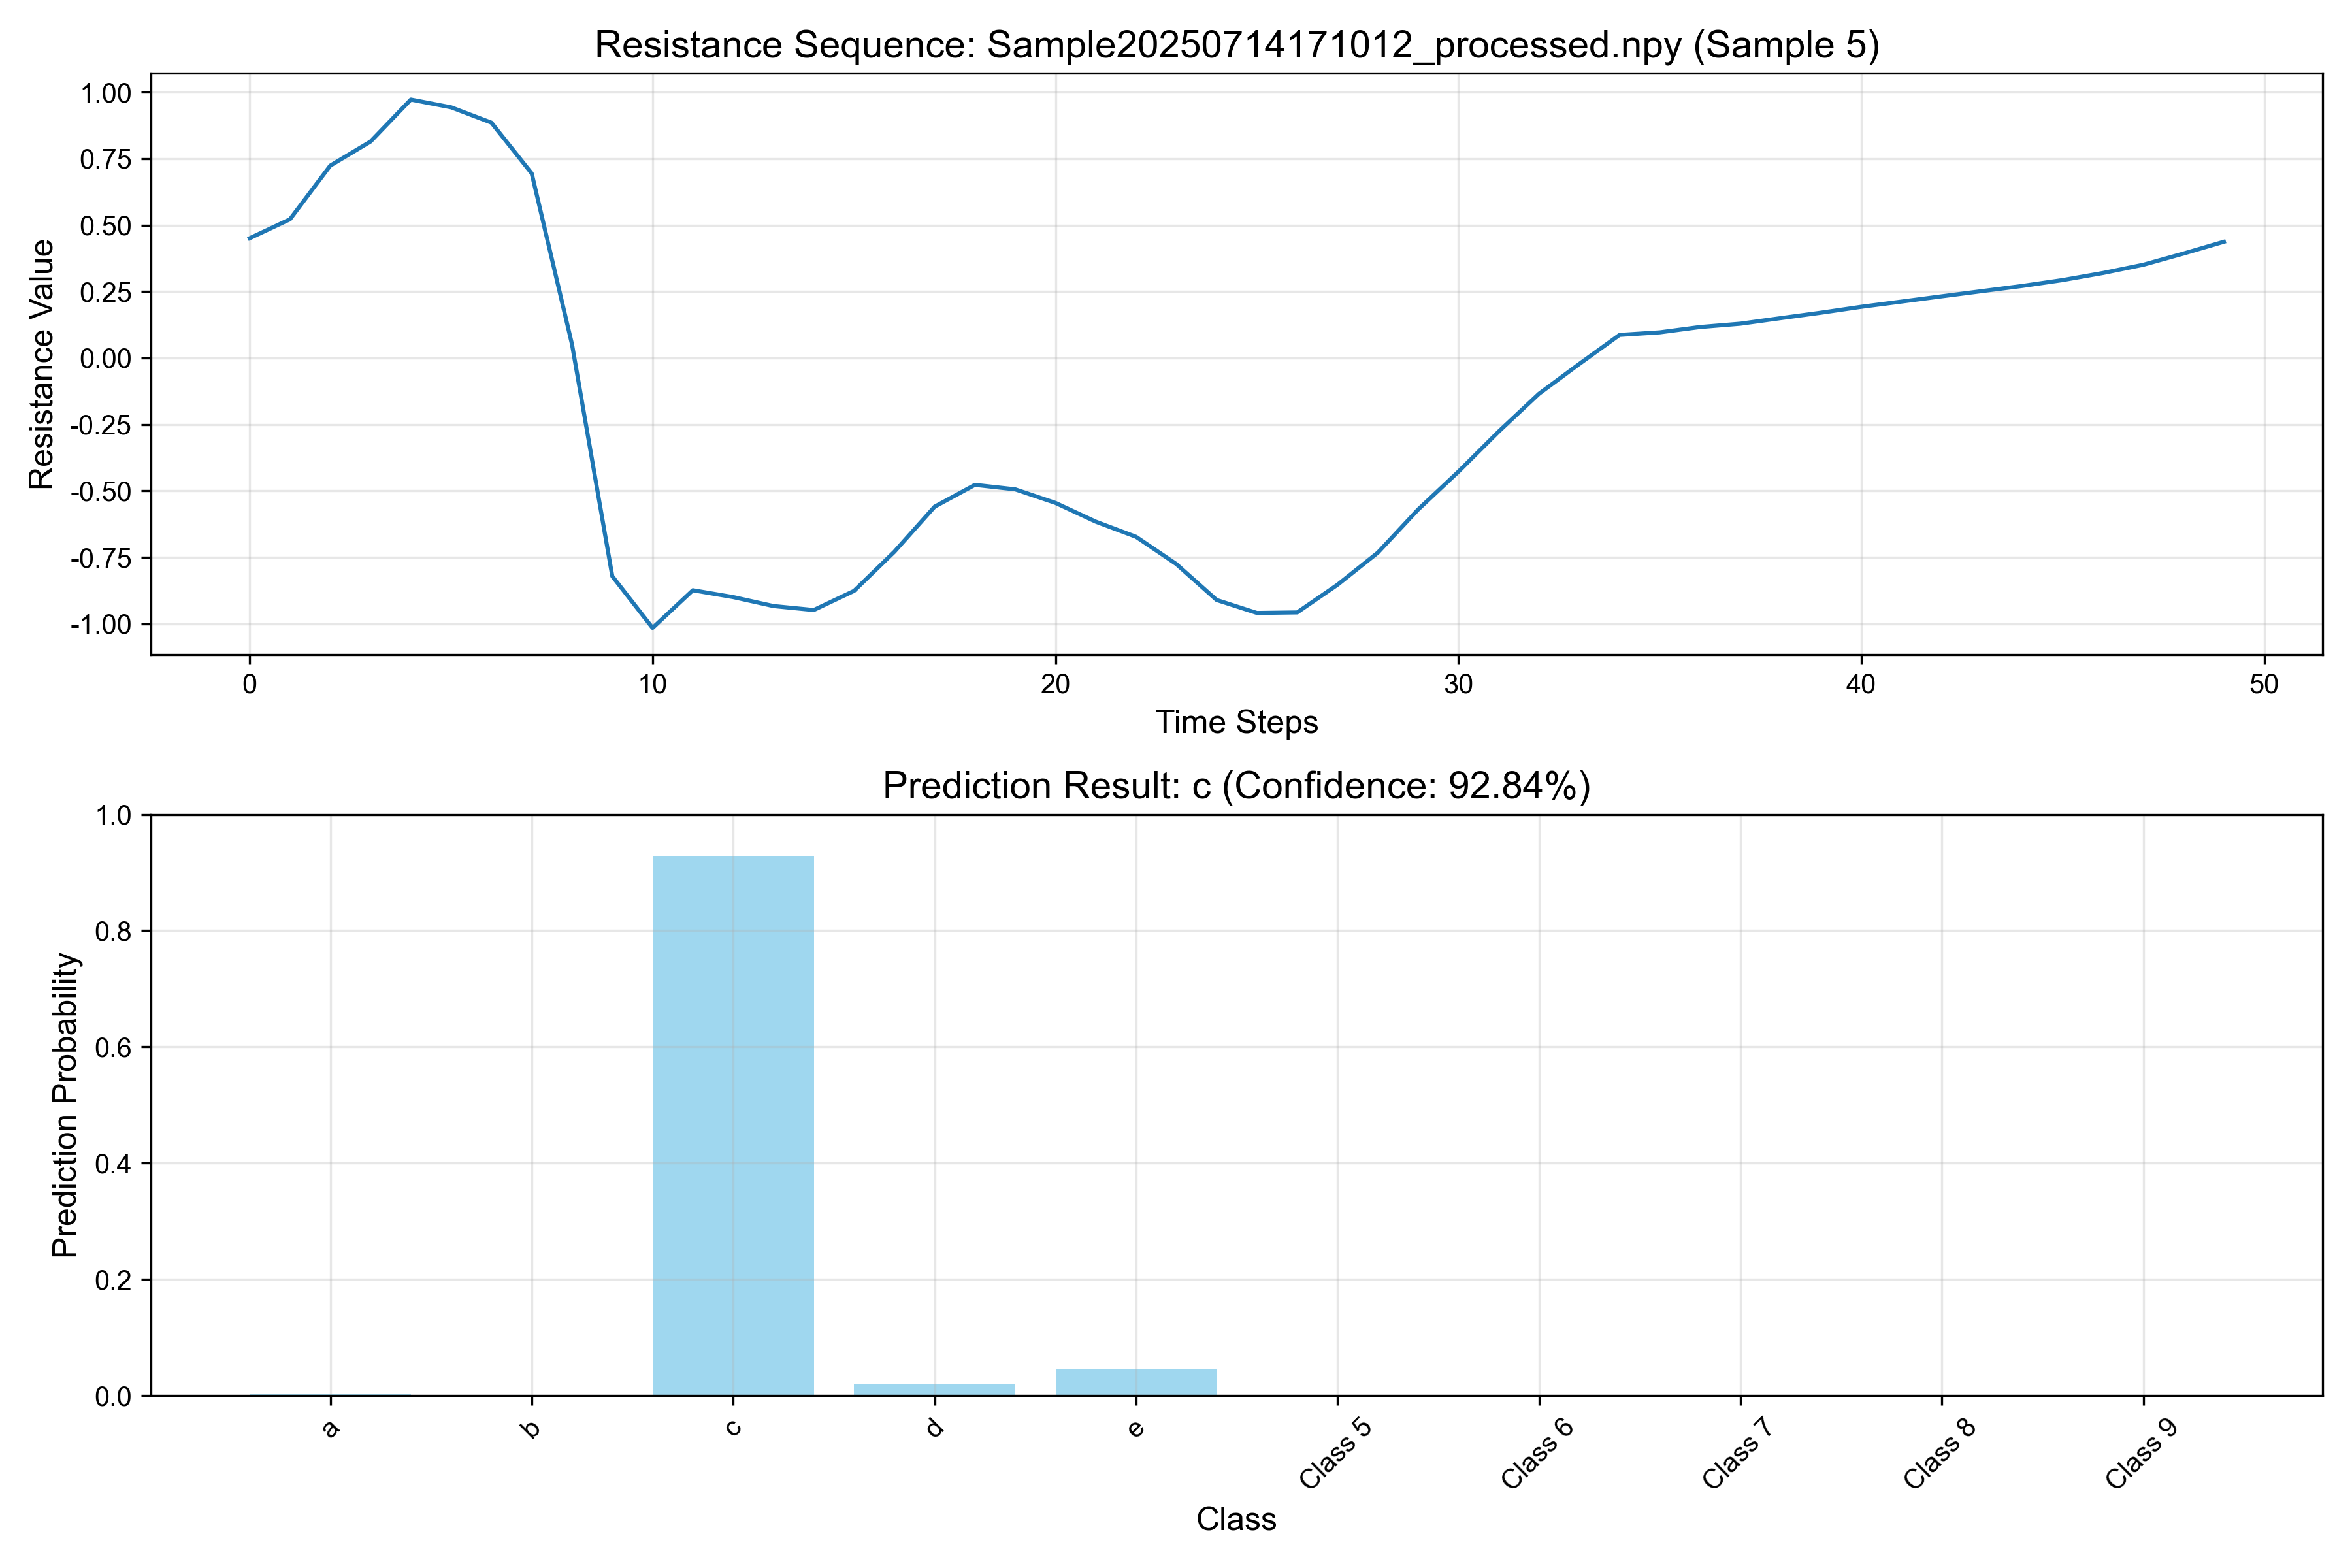 Resistance Sequence: Sample20250714171012_processed.npy (Sample 5)
Resistance Value
1.00
0.75
0.50
0.25
0.00
-0.25
-0.50
-0.75
-1.00
0 10 20 30 40 50
Time Steps
Prediction Result: c (Confidence: 92.84%)
Prediction Probability
1.0
0.8
0.6
0.4
0.2
0.0
a b c d e Class 5 Class 6 Class 7 Class 8 Class 9
Class